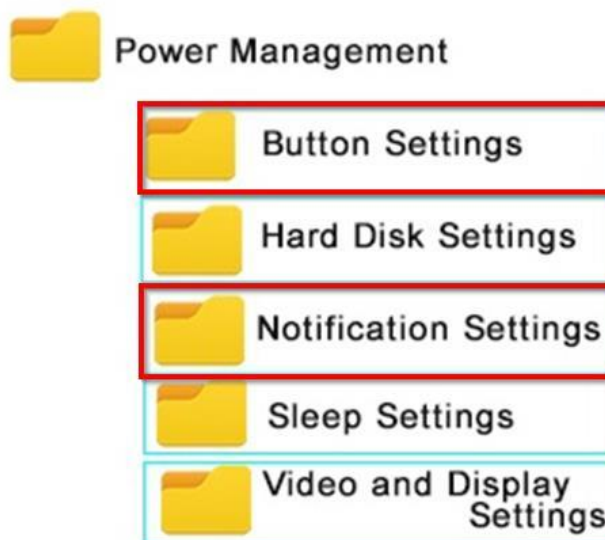 Power Management
Button Settings
Hard Disk Settings
Notification Settings
Sleep Settings
Video and Display
Settings